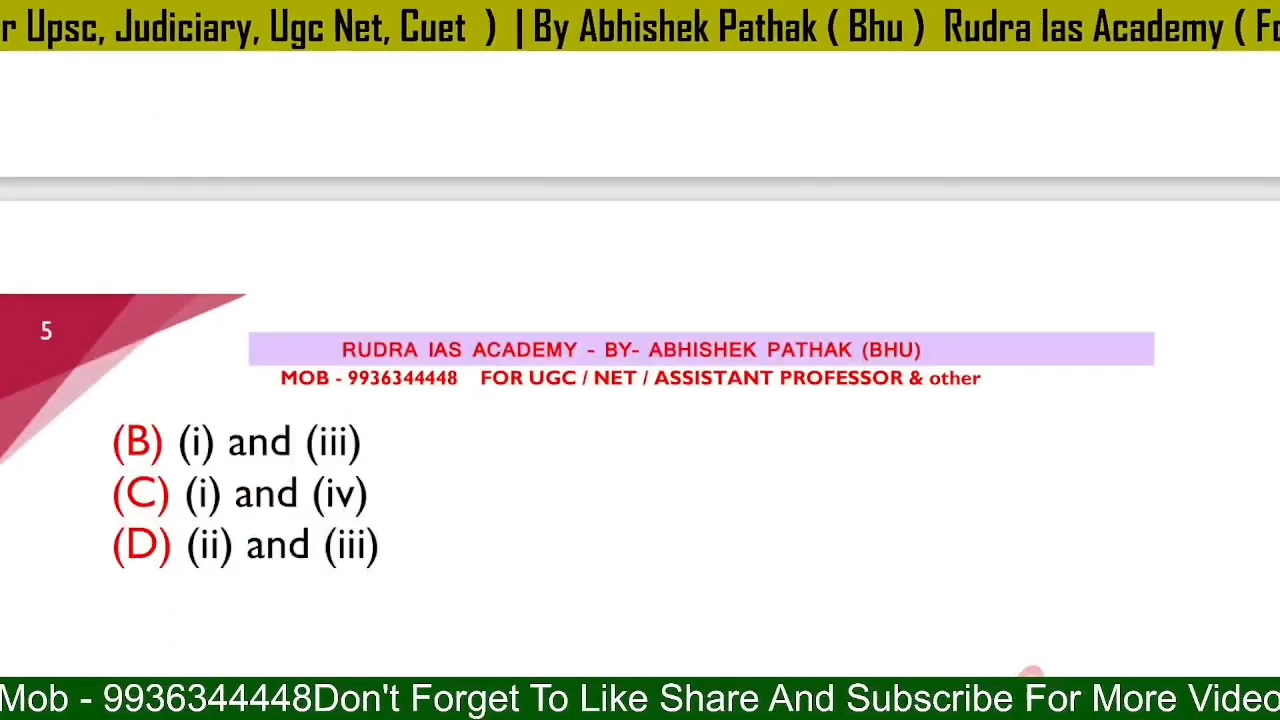 r Upsc, Judiciary, Ugc Net, Cuet ) | By Abhishek Pathak ( Bhu ) Rudra Ias Academy ( Fo
5
RUDRA IAS ACADEMY - BY- ABHISHEK PATHAK (BHU)
MOB - 9936344448 FOR UGC / NET / ASSISTANT PROFESSOR & other
(B) (i) and (iii)
(C) (i) and (iv)
(D) (ii) and (iii)
Mob - 9936344448Don't Forget To Like Share And Subscribe For More Video